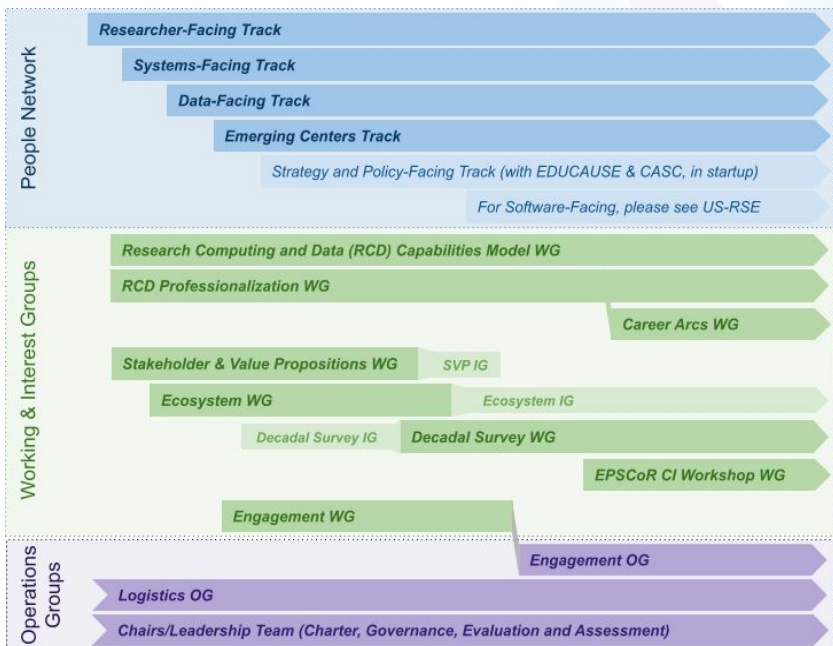 People Network
Researcher-Facing Track
Systems-Facing Track
Data-Facing Track
Emerging Centers Track
Strategy and Policy-Facing Track (with EDUCAUSE & CASC, in startup)
For Software-Facing, please see US-RSE
Working & Interest Groups
Research Computing and Data (RCD) Capabilities Model WG
RCD Professionalization WG
Career Arcs WG
Stakeholder & Value Propositions WG
SVP IG
Ecosystem WG
Ecosystem IG
Decadal Survey IG
Decadal Survey WG
EPSCoR CI Workshop WG
Engagement WG
Operations
Groups
Engagement OG
Logistics OG
Chairs/Leadership Team (Charter, Governance, Evaluation and Assessment)